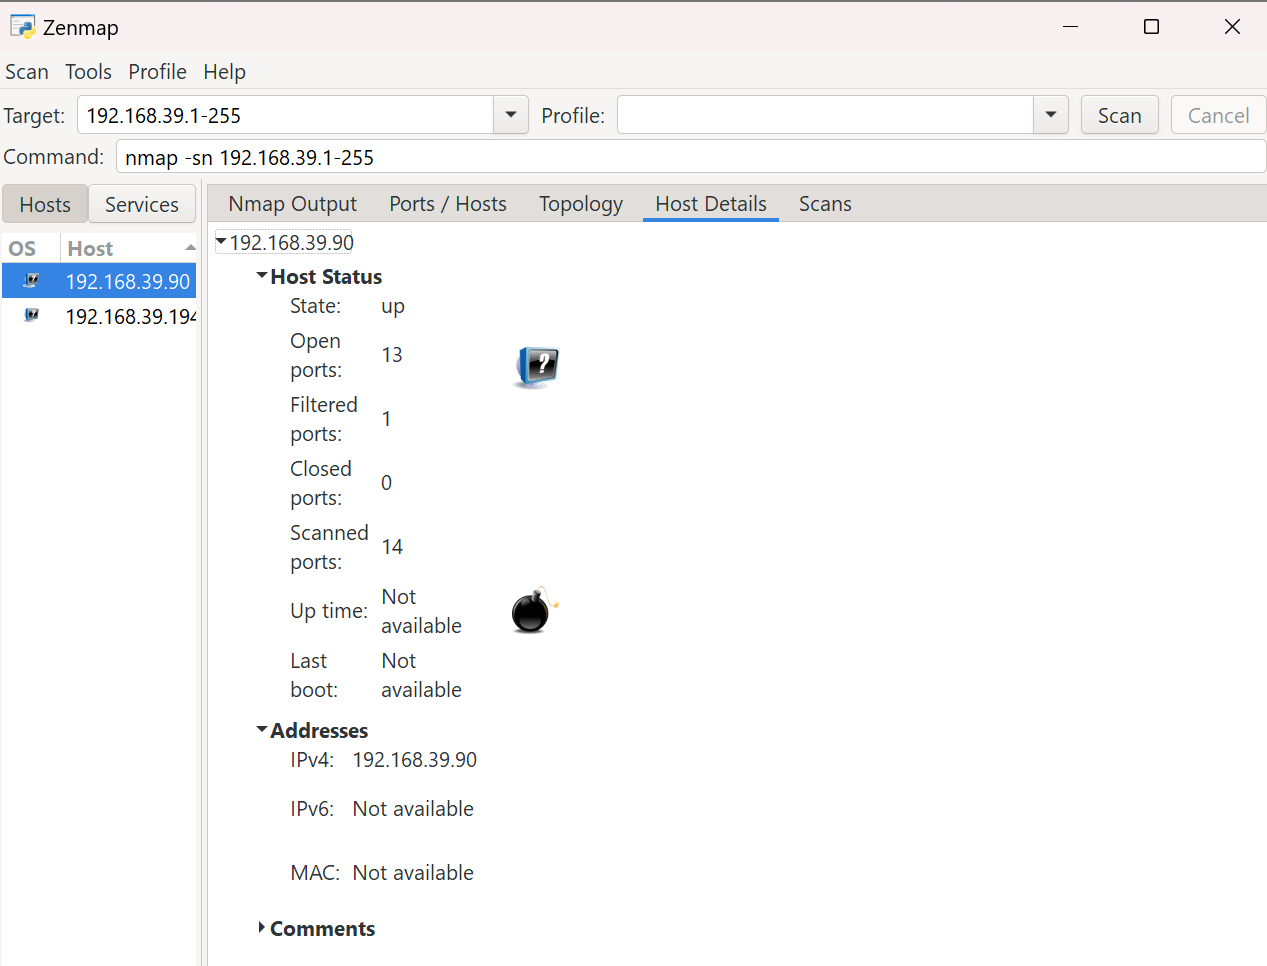 Zenmap
Scan Tools Profile Help
Target: 192.168.39.1-255 Profile: Scan Cancel
Command: nmap -sn 192.168.39.1-255
Hosts Services
Nmap Output Ports / Hosts Topology Host Details Scans
OS Host
192.168.39.90
192.168.39.194
192.168.39.90
Host Status
State: up
Open ports: 13
Filtered ports: 1
Closed ports: 0
Scanned ports: 14
Up time: Not available
Last boot: Not available
Addresses
IPv4: 192.168.39.90
IPv6: Not available
MAC: Not available
Comments
?